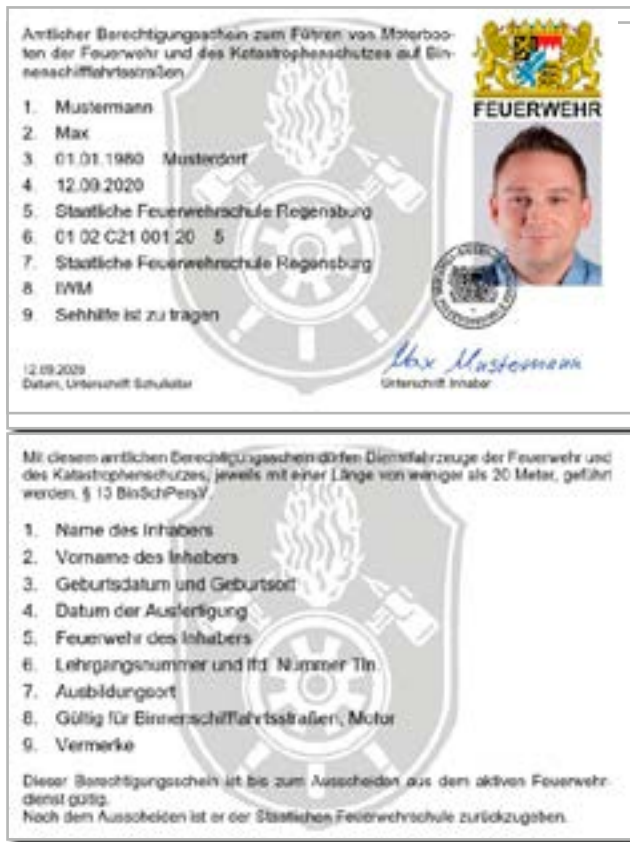 Amtlicher Berechtigungsschein zum Führen von Motorboo-
ten der Feuerwehr und des Katastrophenschutzes auf Bin-
nenschifffahrtsstraßen
FEUERWEHR
1. Mustermann
2. Max
3. 01.01.1980 Musterdorf
4. 12.09.2020
5. Staatliche Feuerwehrschule Regensburg
6. 01 02 C21 001 20 5
7. Staatliche Feuerwehrschule Regensburg
8. IWM
9. Sehhilfe ist zu tragen
Max Mustermann
12.09.2020
Datum, Unterschrift Schulleiter
Unterschrift Inhaber
Mit diesem amtlichen Berechtigungsschein dürfen Dienstfahrzeuge der Feuerwehr und
des Katastrophenschutzes, jeweils mit einer Länge von weniger als 20 Meter, geführt
werden. § 13 BinSchPersV.
1. Name des Inhabers
2. Vorname des Inhabers
3. Geburtsdatum und Geburtsort
4. Datum der Ausfertigung
5. Feuerwehr des Inhabers
6. Lehrgangsnummer und lfd. Nummer Tln.
7. Ausbildungsort
8. Gültig für Binnenschifffahrtsstraßen, Motor
9. Vermerke
Dieser Berechtigungsschein ist bis zum Ausscheiden aus dem aktiven Feuerwehr-
dienst gültig.
Nach dem Ausscheiden ist er der Staatlichen Feuerwehrschule zurückzugeben.